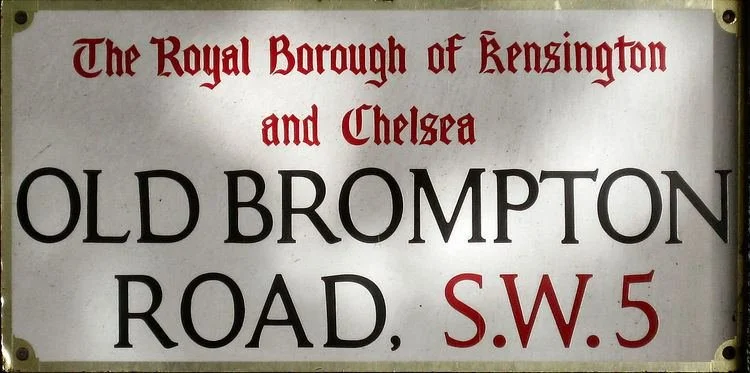 The Royal Borough of Kensington
and Chelsea
OLD BROMPTON
ROAD, S.W.5